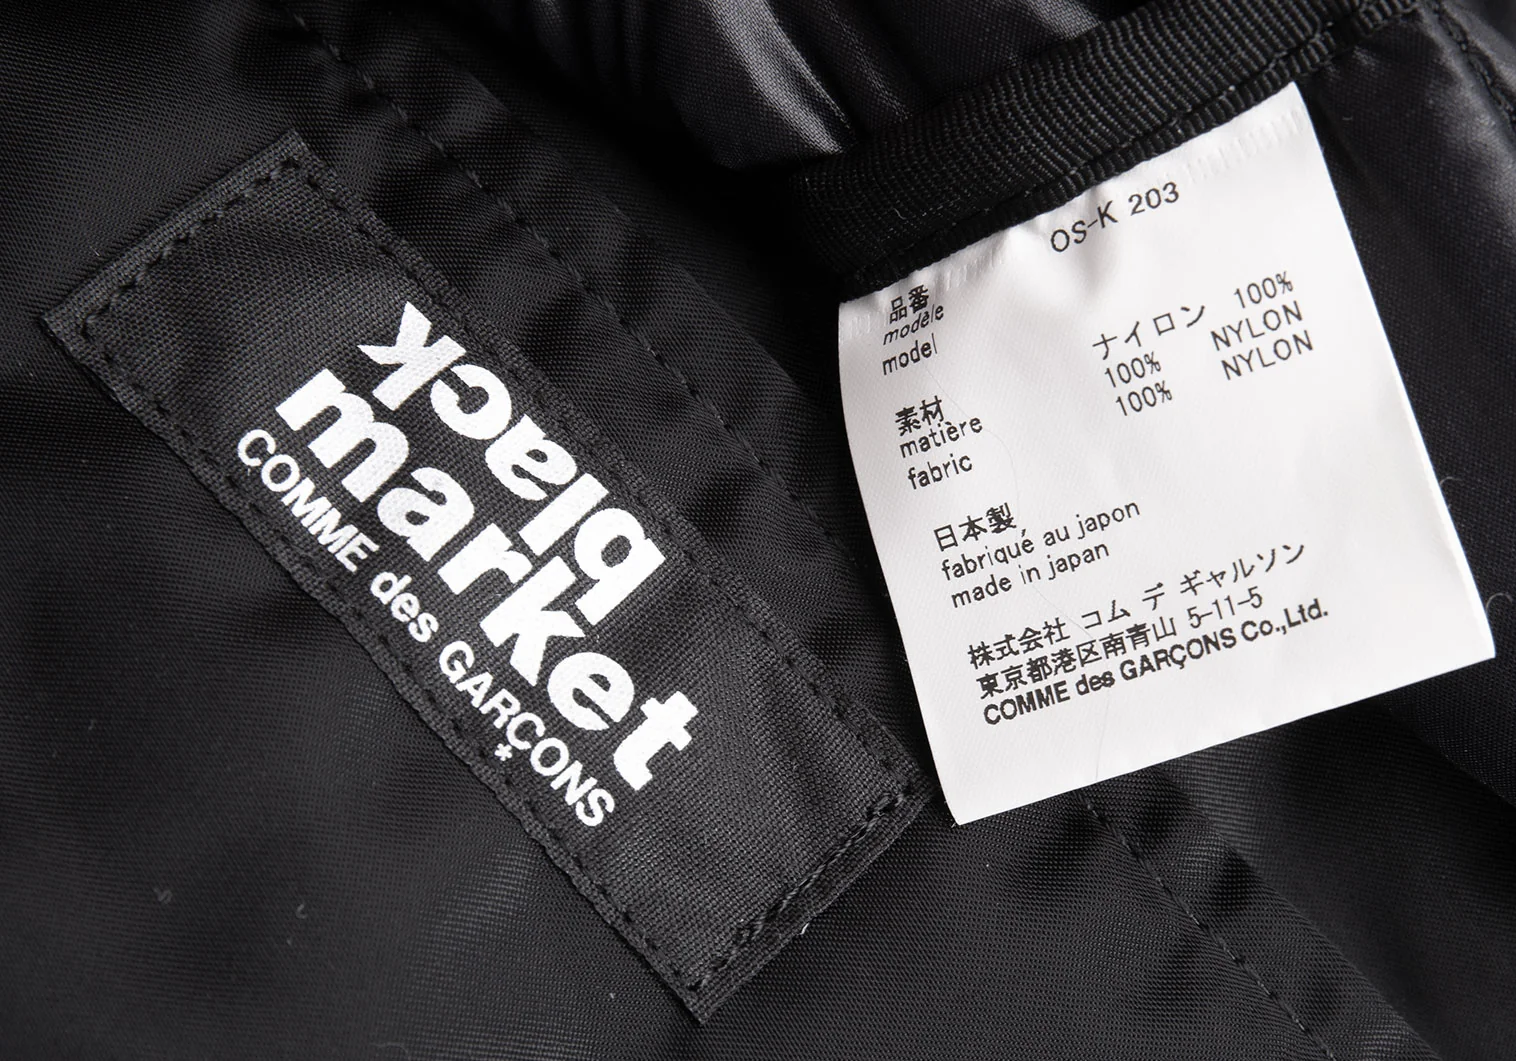 black
market
COMME des GARÇONS
OS-K 203
品番
modèle
model
ナイロン 100%
100% NYLON
100% NYLON
素材
matière
fabric
日本製
fabriqué au japon
made in japan
株式会社 コム デ ギャルソン
東京都港区南青山 5-11-5
COMME des GARÇONS Co.,Ltd.